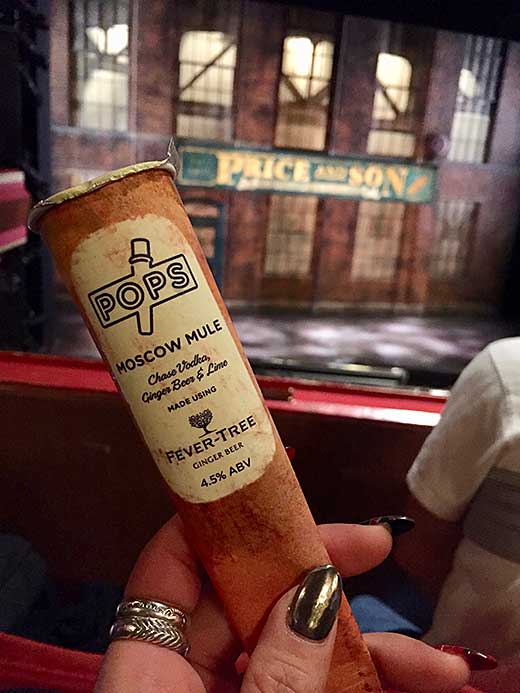 PRICE AND SON
POPS
MOSCOW MULE
Chase Vodka,
Ginger Beer & Lime
MADE USING
FEVER-TREE
GINGER BEER
4.5% ABV